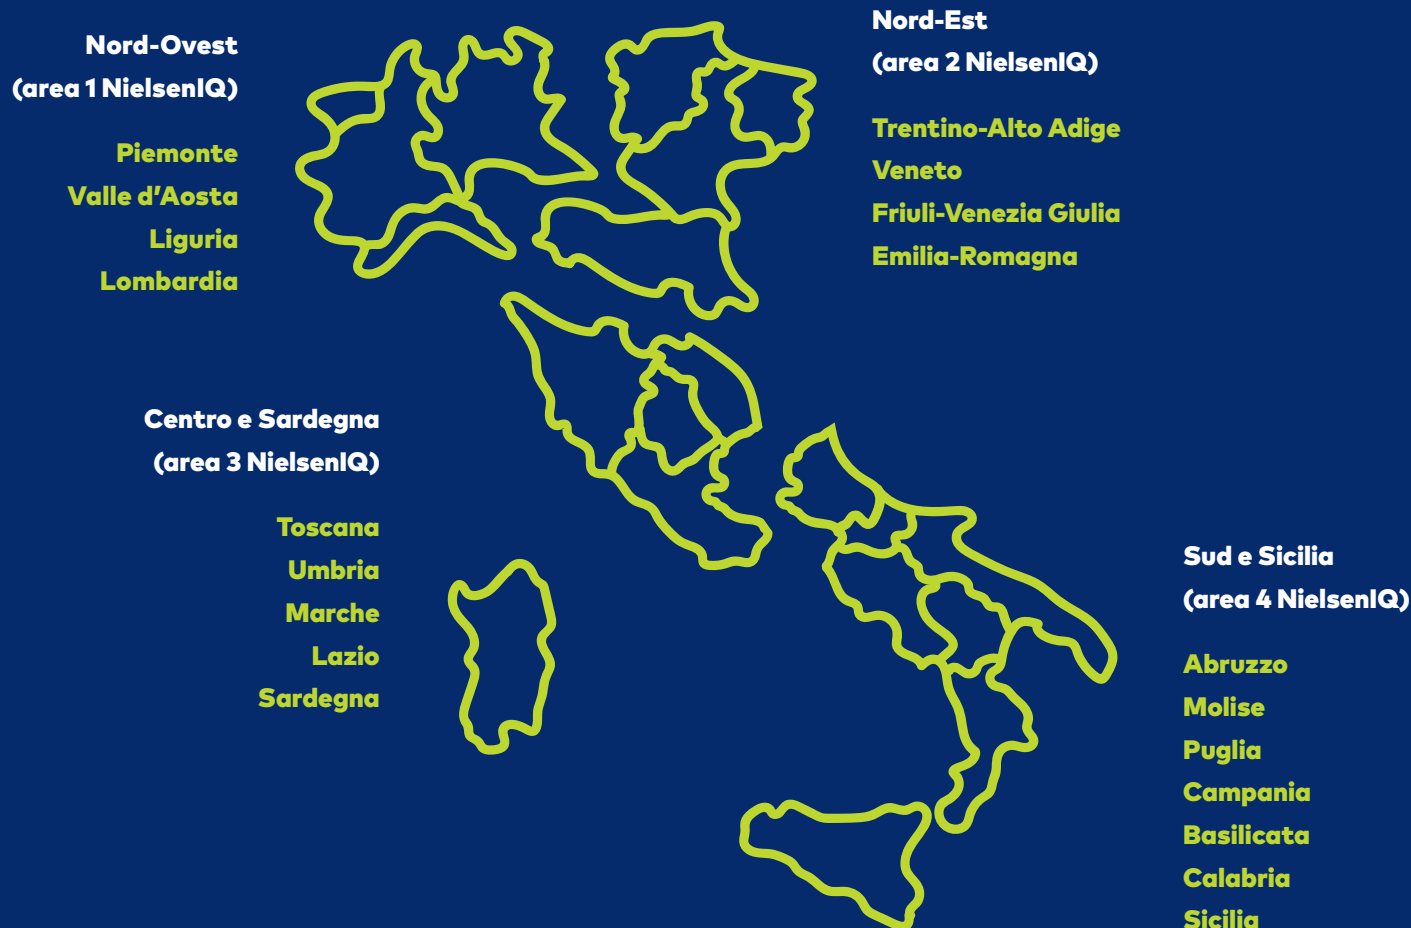 Nord-Ovest
(area 1 NielsenIQ)
Piemonte
Valle d’Aosta
Liguria
Lombardia
Nord-Est
(area 2 NielsenIQ)
Trentino-Alto Adige
Veneto
Friuli-Venezia Giulia
Emilia-Romagna
Centro e Sardegna
(area 3 NielsenIQ)
Toscana
Umbria
Marche
Lazio
Sardegna
Sud e Sicilia
(area 4 NielsenIQ)
Abruzzo
Molise
Puglia
Campania
Basilicata
Calabria
Sicilia